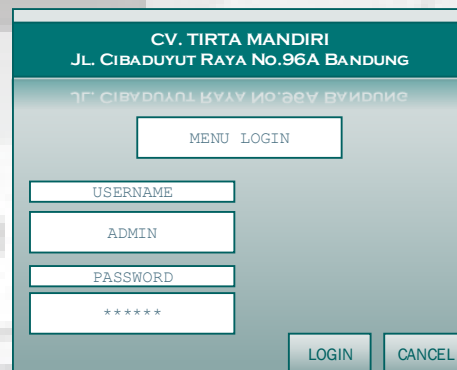 CV. TIRTA MANDIRI
JL. CIBADUYUT RAYA NO.96A BANDUNG
MENU LOGIN
USERNAME
ADMIN
PASSWORD
******
LOGIN CANCEL